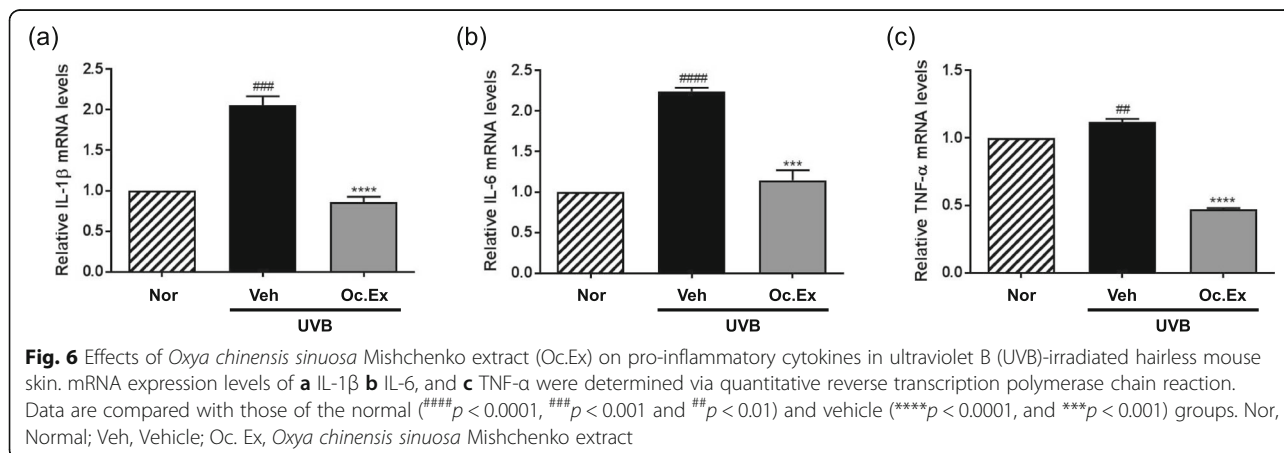 (a)
(b)
(c)
Relative IL-1β mRNA levels
2.5
2.0
1.5
1.0
0.5
0.0
###
****
Nor
Veh
Oc.Ex
UVB
Relative IL-6 mRNA levels
2.5
2.0
1.5
1.0
0.5
0.0
####
***
Nor
Veh
Oc.Ex
UVB
Relative TNF-α mRNA levels
1.5
1.0
0.5
0.0
##
****
Nor
Veh
Oc.Ex
UVB
Fig. 6 Effects of Oxya chinensis sinuosa Mishchenko extract (Oc.Ex) on pro-inflammatory cytokines in ultraviolet B (UVB)-irradiated hairless mouse
skin. mRNA expression levels of a IL-1β b IL-6, and c TNF-α were determined via quantitative reverse transcription polymerase chain reaction.
Data are compared with those of the normal (####p < 0.0001, ###p < 0.001 and ##p < 0.01) and vehicle (****p < 0.0001, and ***p < 0.001) groups. Nor,
Normal; Veh, Vehicle; Oc. Ex, Oxya chinensis sinuosa Mishchenko extract